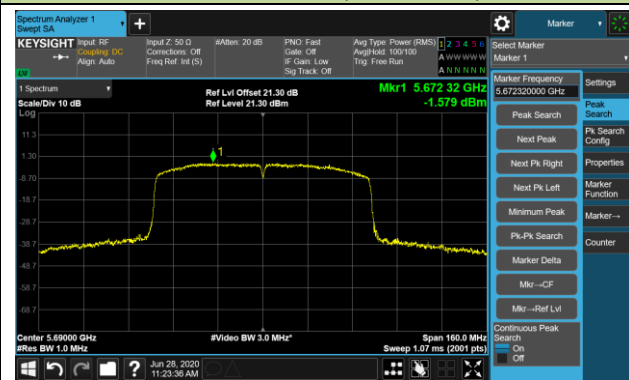 Spectrum Analyzer 1
Swept SA
+
Marker
KEYSIGHT
Input: RF
Coupling: DC
Align: Auto
Input Z: 50 Ω
Corrections: Off
Freq Ref: Int (S)
#Atten: 20 dB
PNO: Fast
Gate: Off
IF Gain: Low
Sig Track: Off
Avg Type: Power (RMS)
Avg|Hold: 100/100
Trig: Free Run
1 2 3 4 5 6
A W W W W W
A N N N N N
LV
Select Marker
Marker 1
1 Spectrum
Scale/Div 10 dB
Log
Ref Lvl Offset 21.30 dB
Ref Level 21.30 dBm
Mkr1 5.672 32 GHz
-1.579 dBm
11.3
1.30
-8.70
-18.7
-28.7
-38.7
-48.7
-58.7
-68.7
1
Center 5.69000 GHz
#Res BW 1.0 MHz
#Video BW 3.0 MHz*
Span 160.0 MHz
Sweep 1.07 ms (2001 pts)
Marker Frequency
5.672320000 GHz
Peak Search
Next Peak
Next Pk Right
Next Pk Left
Minimum Peak
Pk-Pk Search
Marker Delta
Mkr→CF
Mkr→Ref Lvl
Continuous Peak
Search
On
Off
Settings
Peak
Search
Pk Search
Config
Properties
Marker
Function
Marker→
Counter
?
Jun 28, 2020
11:23:36 AM